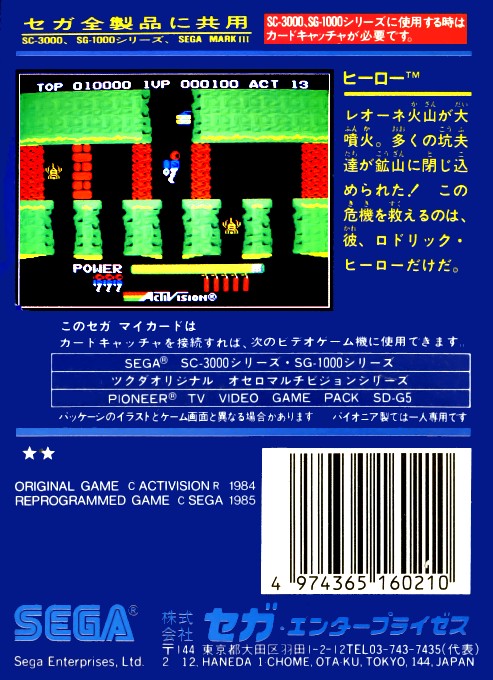 セガ全製品に共用
SC-3000、SG-1000シリーズ、SEGA MARKIII
SC-3000、SG-1000シリーズに使用する時は
カードキャッチャが必要です。
TOP 010000 1UP 000100 ACT 13
POWER
ACTIVISION®
ヒーロー™
レオーネ火山が大
噴火。多くの坑夫
達が鉱山に閉じ込
められた！ この
危機を救えるのは、
彼、ロドリック・
ヒーローだけだ。
このセガ マイカードは
カードキャッチャを接続すれば、次のビデオゲーム機に使用できます。
SEGA® SC-3000シリーズ・SG-1000シリーズ
ツクダオリジナル オセロマルチビジョンシリーズ
PIONEER® TV VIDEO GAME PACK SD-G5
パッケージのイラストとゲーム画面と異なる場合があります パイオニア製では一人専用です
★★
ORIGINAL GAME C ACTIVISION R 1984
REPROGRAMMED GAME C SEGA 1985
4 974365 160210
SEGA®
株式会社 セガ・エンタープライゼス
〒144 東京都大田区羽田1-2-12TEL03-743-7435(代表)
Sega Enterprises, Ltd. 2 12, HANEDA 1 CHOME, OTA-KU, TOKYO, 144, JAPAN